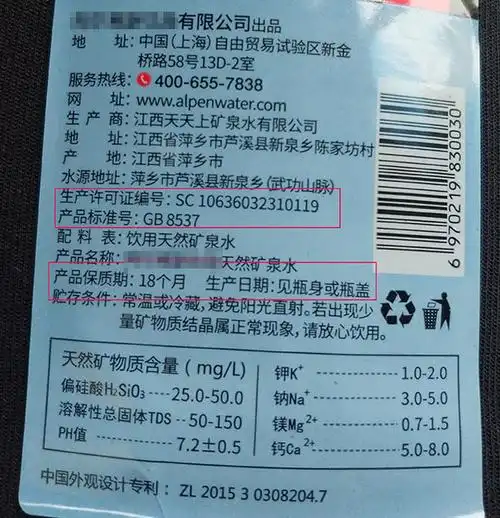 有限公司出品
地 址:中国(上海)自由贸易试验区新金
桥路58号13D-2室
服务热线: 400-655-7838
网 址:www.alpenwater.com
生 产 商:江西天天上矿泉水有限公司
地 址:江西省萍乡市芦溪县新泉乡陈家坊村
产 地:江西省萍乡市
水源地址:萍乡市芦溪县新泉乡(武功山脉)
生产许可证编号:SC 10636032310119
产品标准号:GB 8537
配 料 表:饮用天然矿泉水
产品名称: 天然矿泉水
产品保质期:18个月 生产日期:见瓶身或瓶盖
贮存条件:常温或冷藏,避免阳光直射。若出现少
量矿物质结晶属正常现象,请放心饮用。
6 970219 830030
天然矿物质含量(mg/L)
偏硅酸H₂SiO₃ 25.0-50.0
溶解性总固体TDS 50-150
PH值 7.2±0.5
钾K⁺ 1.0-2.0
钠Na⁺ 3.0-5.0
镁Mg²⁺ 0.7-1.5
钙Ca²⁺ 5.0-8.0
中国外观设计专利: ZL 2015 3 0308204.7